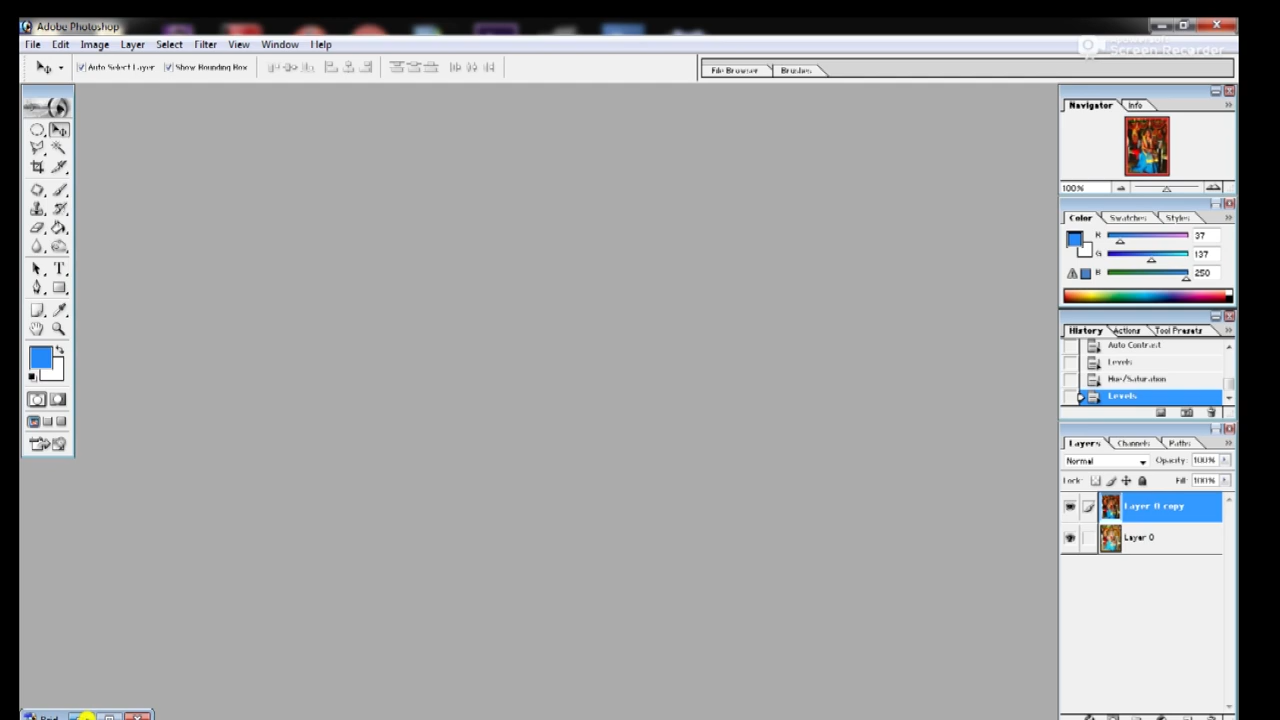 Adobe Photoshop
File Edit Image Layer Select Filter View Window Help
Screen Recorder
Auto Select Layer Show Bounding Box
File Browser Brushes
Navigator Info
100%
Color Swatches Styles
R 37
G 137
B 250
History Actions Tool Presets
Auto Contrast
Levels
Hue/Saturation
Levels
Layers Channels Paths
Normal Opacity: 100%
Lock: Fill: 100%
Layer 0 copy
Layer 0